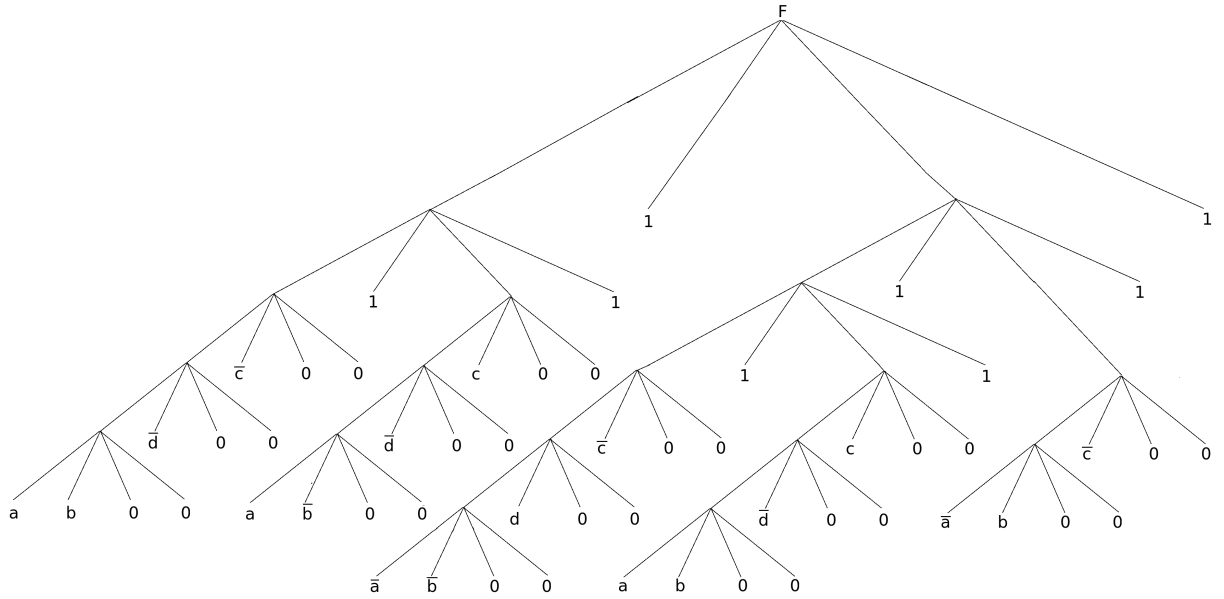 F
1 1
1 1 1 1
c̅ 0 0 c 0 0 1 1
d̅ 0 0 d̅ 0 0 c̅ 0 0 c 0 0 c̅ 0 0
a b 0 0 a b̅ 0 0 d 0 0 d̅ 0 0 a̅ b 0 0
a̅ b̅ 0 0 a b 0 0